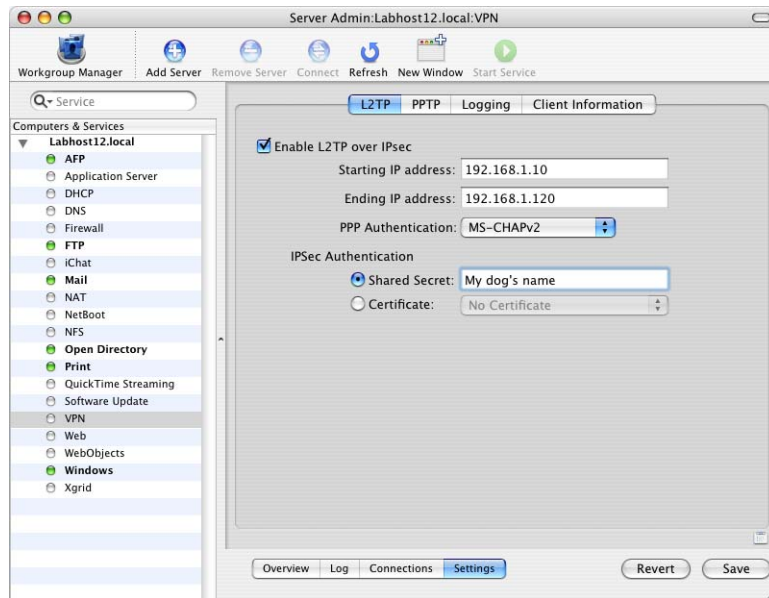 Server Admin:Labhost12.local:VPN
Workgroup Manager Add Server Remove Server Connect Refresh New Window Start Service
Service
Computers & Services
Labhost12.local
AFP
Application Server
DHCP
DNS
Firewall
FTP
iChat
Mail
NAT
NetBoot
NFS
Open Directory
Print
QuickTime Streaming
Software Update
VPN
Web
WebObjects
Windows
Xgrid
L2TP PPTP Logging Client Information
Enable L2TP over IPsec
Starting IP address: 192.168.1.10
Ending IP address: 192.168.1.120
PPP Authentication: MS-CHAPv2
IPSec Authentication
Shared Secret: My dog's name
Certificate: No Certificate
Overview Log Connections Settings
Revert Save